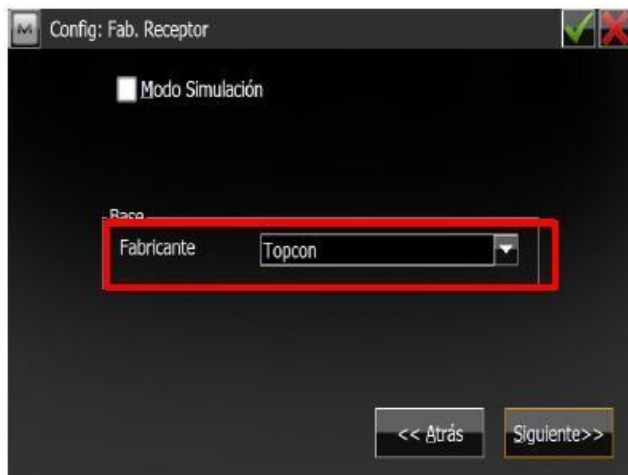 Config: Fab. Receptor
Modo Simulación
Base
Fabricante Topcon
<< Atrás Siguiente>>